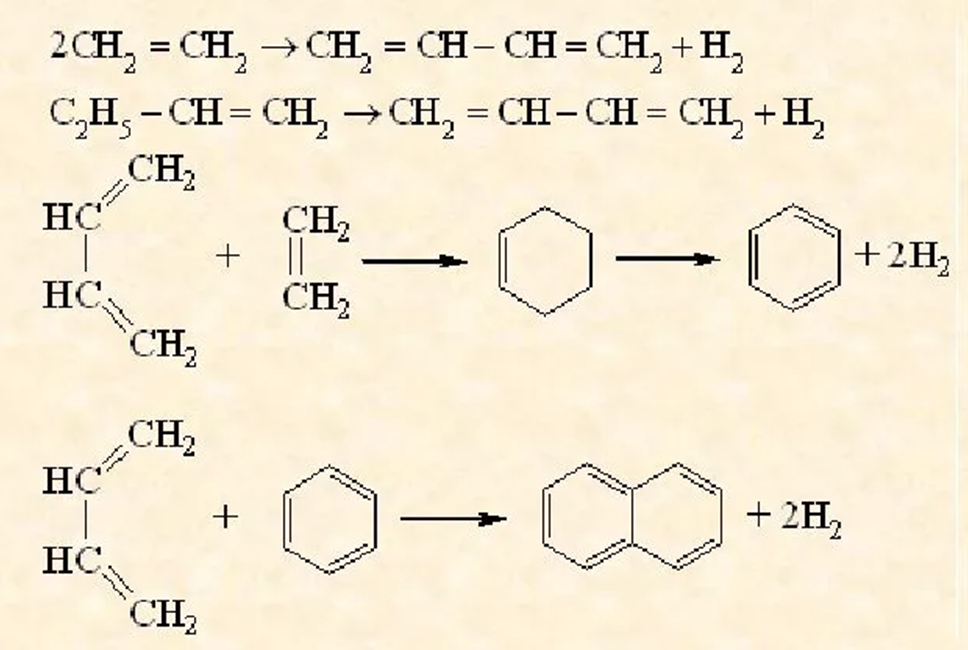 2CH₂ = CH₂ → CH₂ = CH − CH = CH₂ + H₂
C₂H₅ − CH = CH₂ → CH₂ = CH − CH = CH₂ + H₂
CH₂
HC
+
CH₂
CH₂
+ 2H₂
HC
CH₂
CH₂
HC
+
+ 2H₂
HC
CH₂